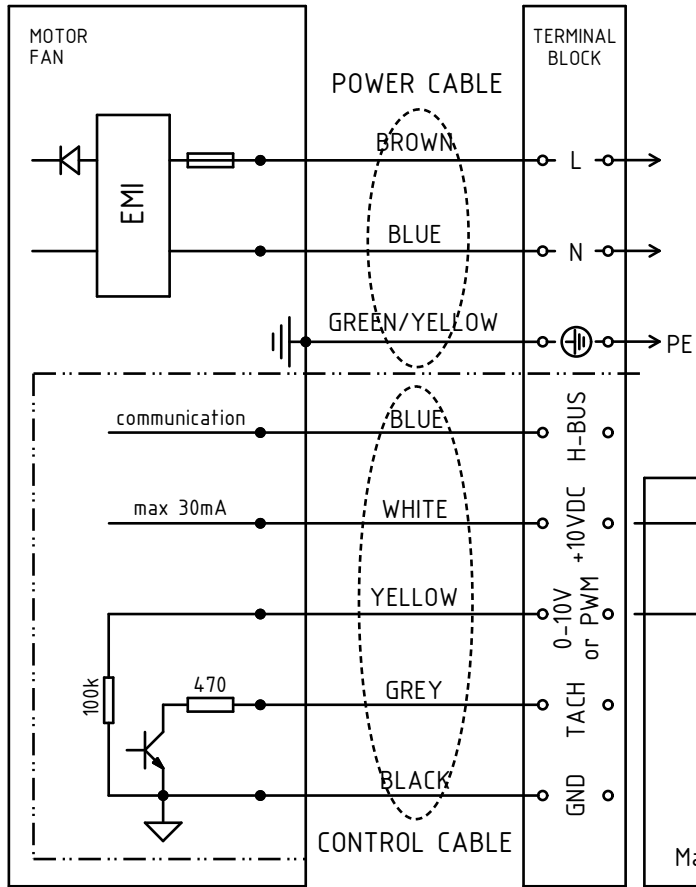 MOTOR
FAN
TERMINAL
BLOCK
POWER CABLE
BROWN
L
EMI
BLUE
N
GREEN/YELLOW
PE
communication
BLUE
H-BUS
max 30mA
WHITE
+10VDC
YELLOW
0-10V
or PWM
100k
470
GREY
TACH
BLACK
GND
CONTROL CABLE
Ma